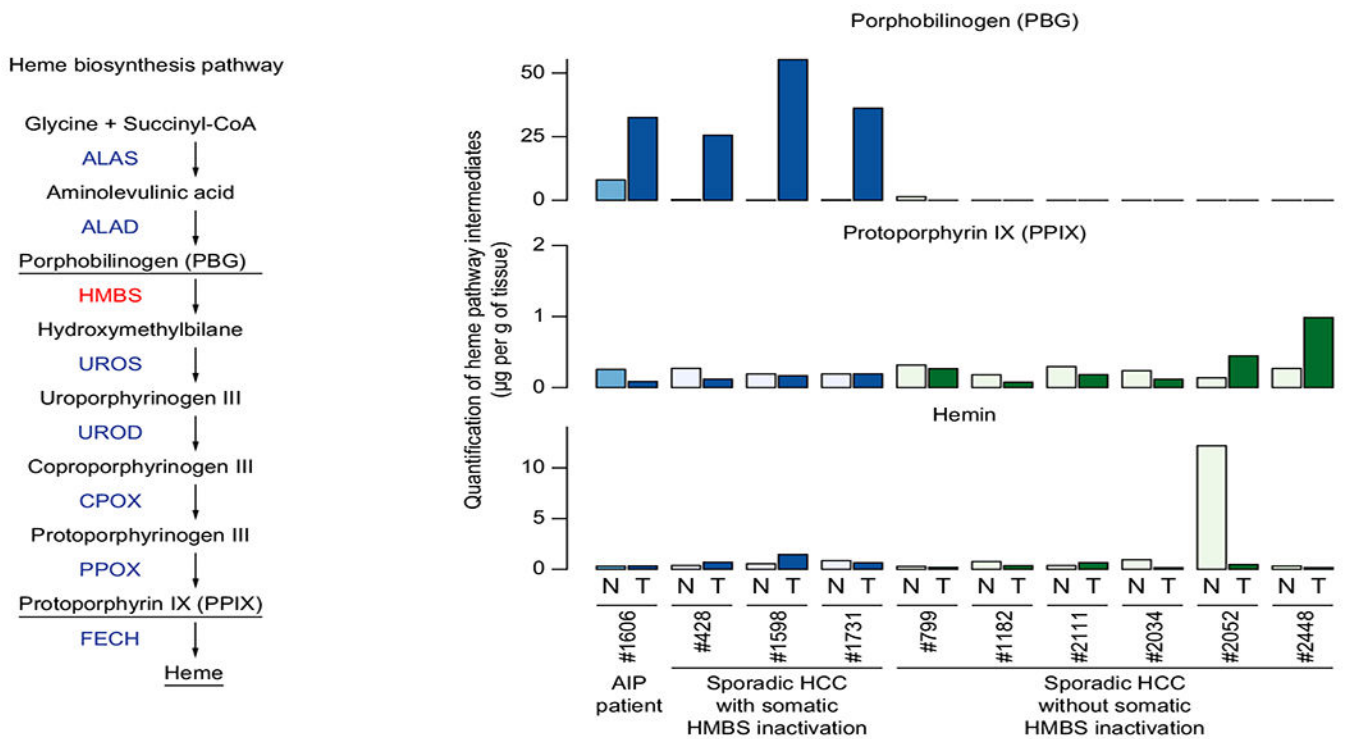 Heme biosynthesis pathway
Glycine + Succinyl-CoA
ALAS
Aminolevulinic acid
ALAD
Porphobilinogen (PBG)
HMBS
Hydroxymethylbilane
UROS
Uroporphyrinogen III
UROD
Coproporphyrinogen III
CPOX
Protoporphyrinogen III
PPOX
Protoporphyrin IX (PPIX)
FECH
Heme
Quantification of heme pathway intermediates
(µg per g of tissue)
Porphobilinogen (PBG)
50
25
0
Protoporphyrin IX (PPIX)
2
1
0
Hemin
10
5
0
N T N T N T N T N T N T N T N T N T N T
#1606 #428 #1598 #1731 #799 #1182 #2111 #2034 #2052 #2448
AIP
patient
Sporadic HCC
with somatic
HMBS inactivation
Sporadic HCC
without somatic
HMBS inactivation